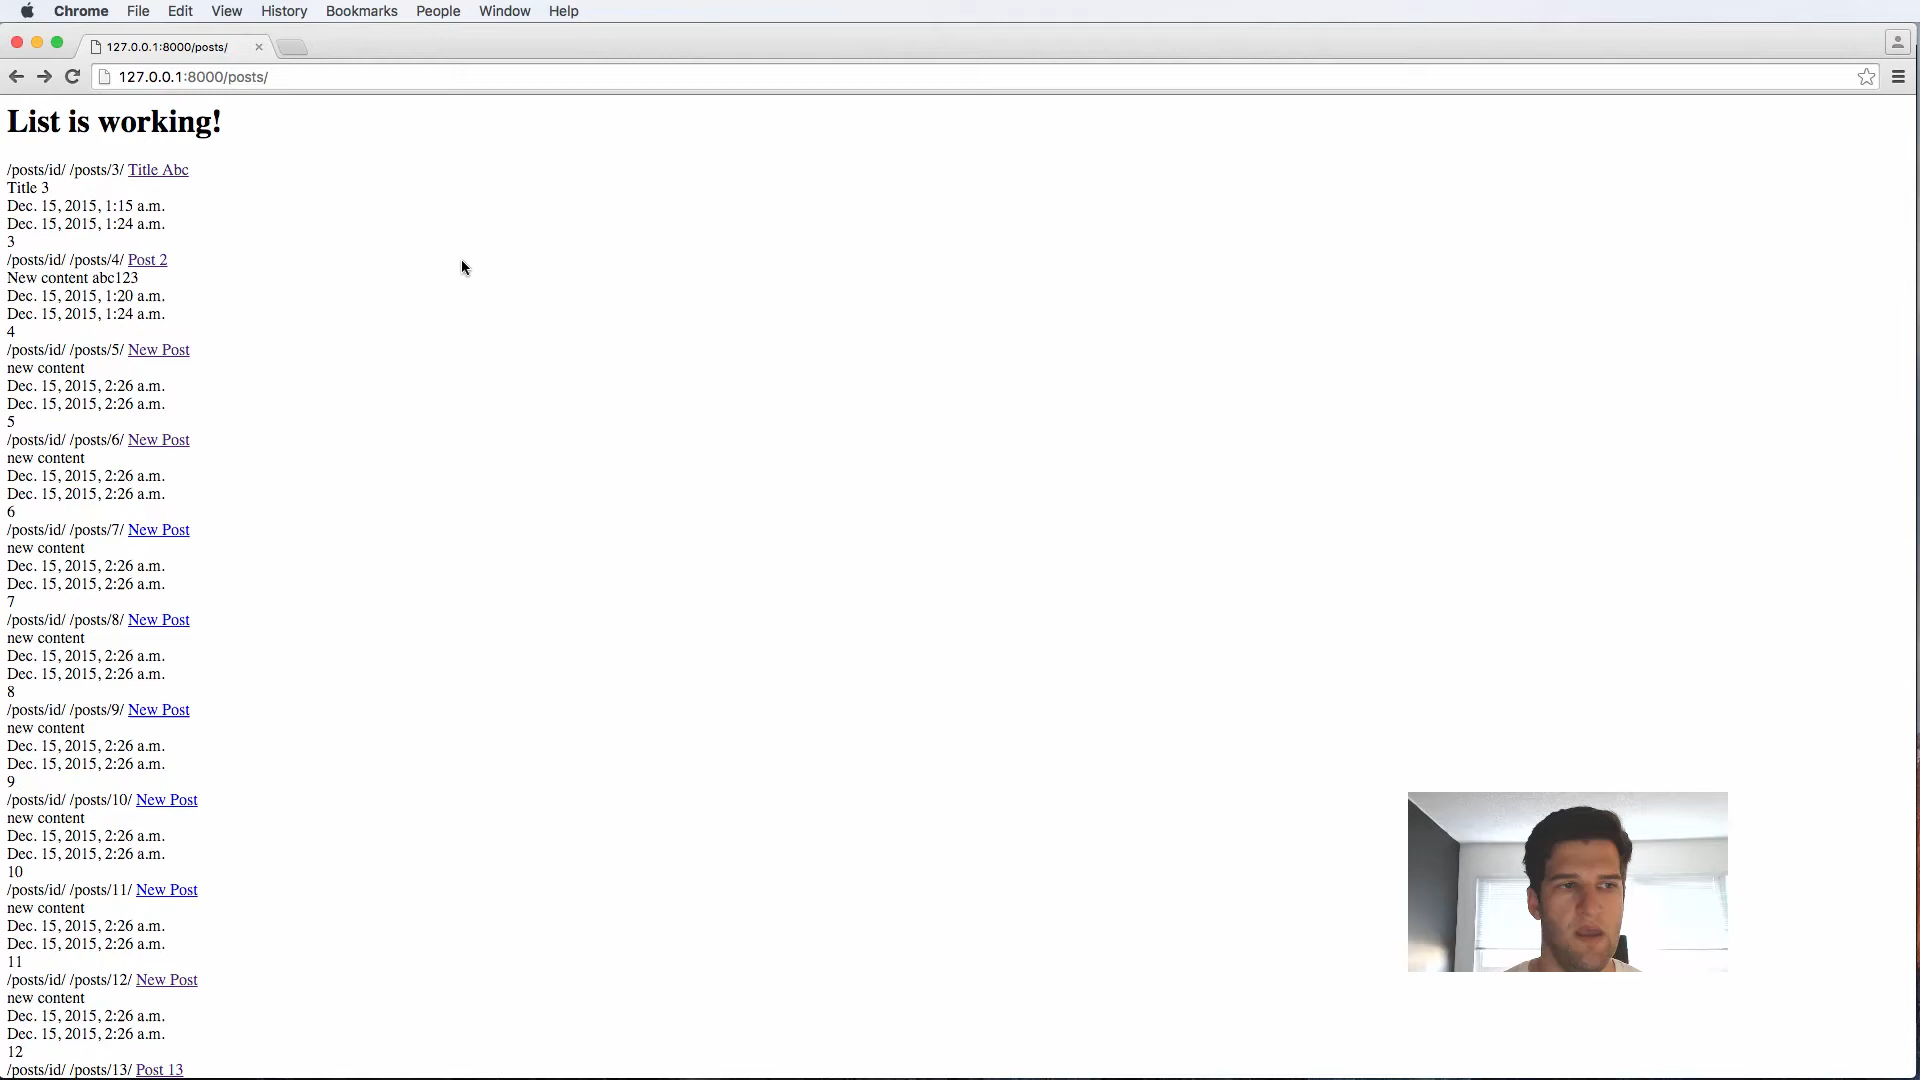 Chrome File Edit View History Bookmarks People Window Help
127.0.0.1:8000/posts/
127.0.0.1:8000/posts/
List is working!
/posts/id/ /posts/3/ Title Abc
Title 3
Dec. 15, 2015, 1:15 a.m.
Dec. 15, 2015, 1:24 a.m.
3
/posts/id/ /posts/4/ Post 2
New content abc123
Dec. 15, 2015, 1:20 a.m.
Dec. 15, 2015, 1:24 a.m.
4
/posts/id/ /posts/5/ New Post
new content
Dec. 15, 2015, 2:26 a.m.
Dec. 15, 2015, 2:26 a.m.
5
/posts/id/ /posts/6/ New Post
new content
Dec. 15, 2015, 2:26 a.m.
Dec. 15, 2015, 2:26 a.m.
6
/posts/id/ /posts/7/ New Post
new content
Dec. 15, 2015, 2:26 a.m.
Dec. 15, 2015, 2:26 a.m.
7
/posts/id/ /posts/8/ New Post
new content
Dec. 15, 2015, 2:26 a.m.
Dec. 15, 2015, 2:26 a.m.
8
/posts/id/ /posts/9/ New Post
new content
Dec. 15, 2015, 2:26 a.m.
Dec. 15, 2015, 2:26 a.m.
9
/posts/id/ /posts/10/ New Post
new content
Dec. 15, 2015, 2:26 a.m.
Dec. 15, 2015, 2:26 a.m.
10
/posts/id/ /posts/11/ New Post
new content
Dec. 15, 2015, 2:26 a.m.
Dec. 15, 2015, 2:26 a.m.
11
/posts/id/ /posts/12/ New Post
new content
Dec. 15, 2015, 2:26 a.m.
Dec. 15, 2015, 2:26 a.m.
12
/posts/id/ /posts/13/ Post 13